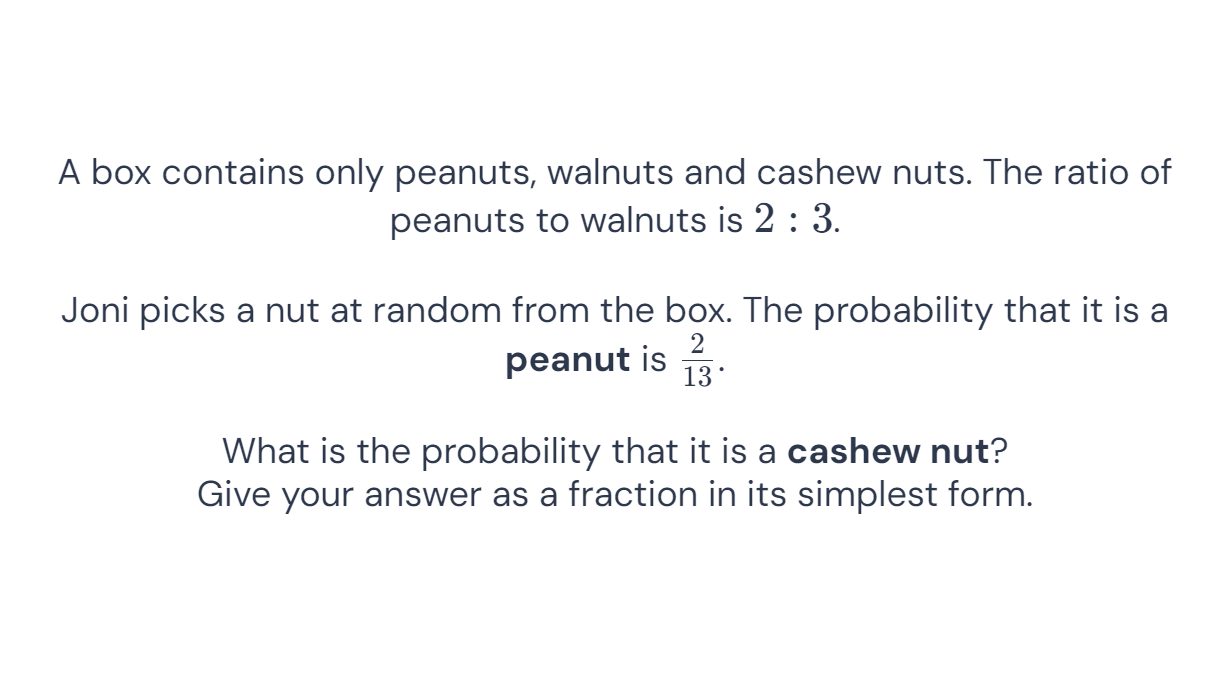 A box contains only peanuts, walnuts and cashew nuts. The ratio of
peanuts to walnuts is 2 : 3.
Joni picks a nut at random from the box. The probability that it is a
peanut is 2/13.
What is the probability that it is a cashew nut?
Give your answer as a fraction in its simplest form.